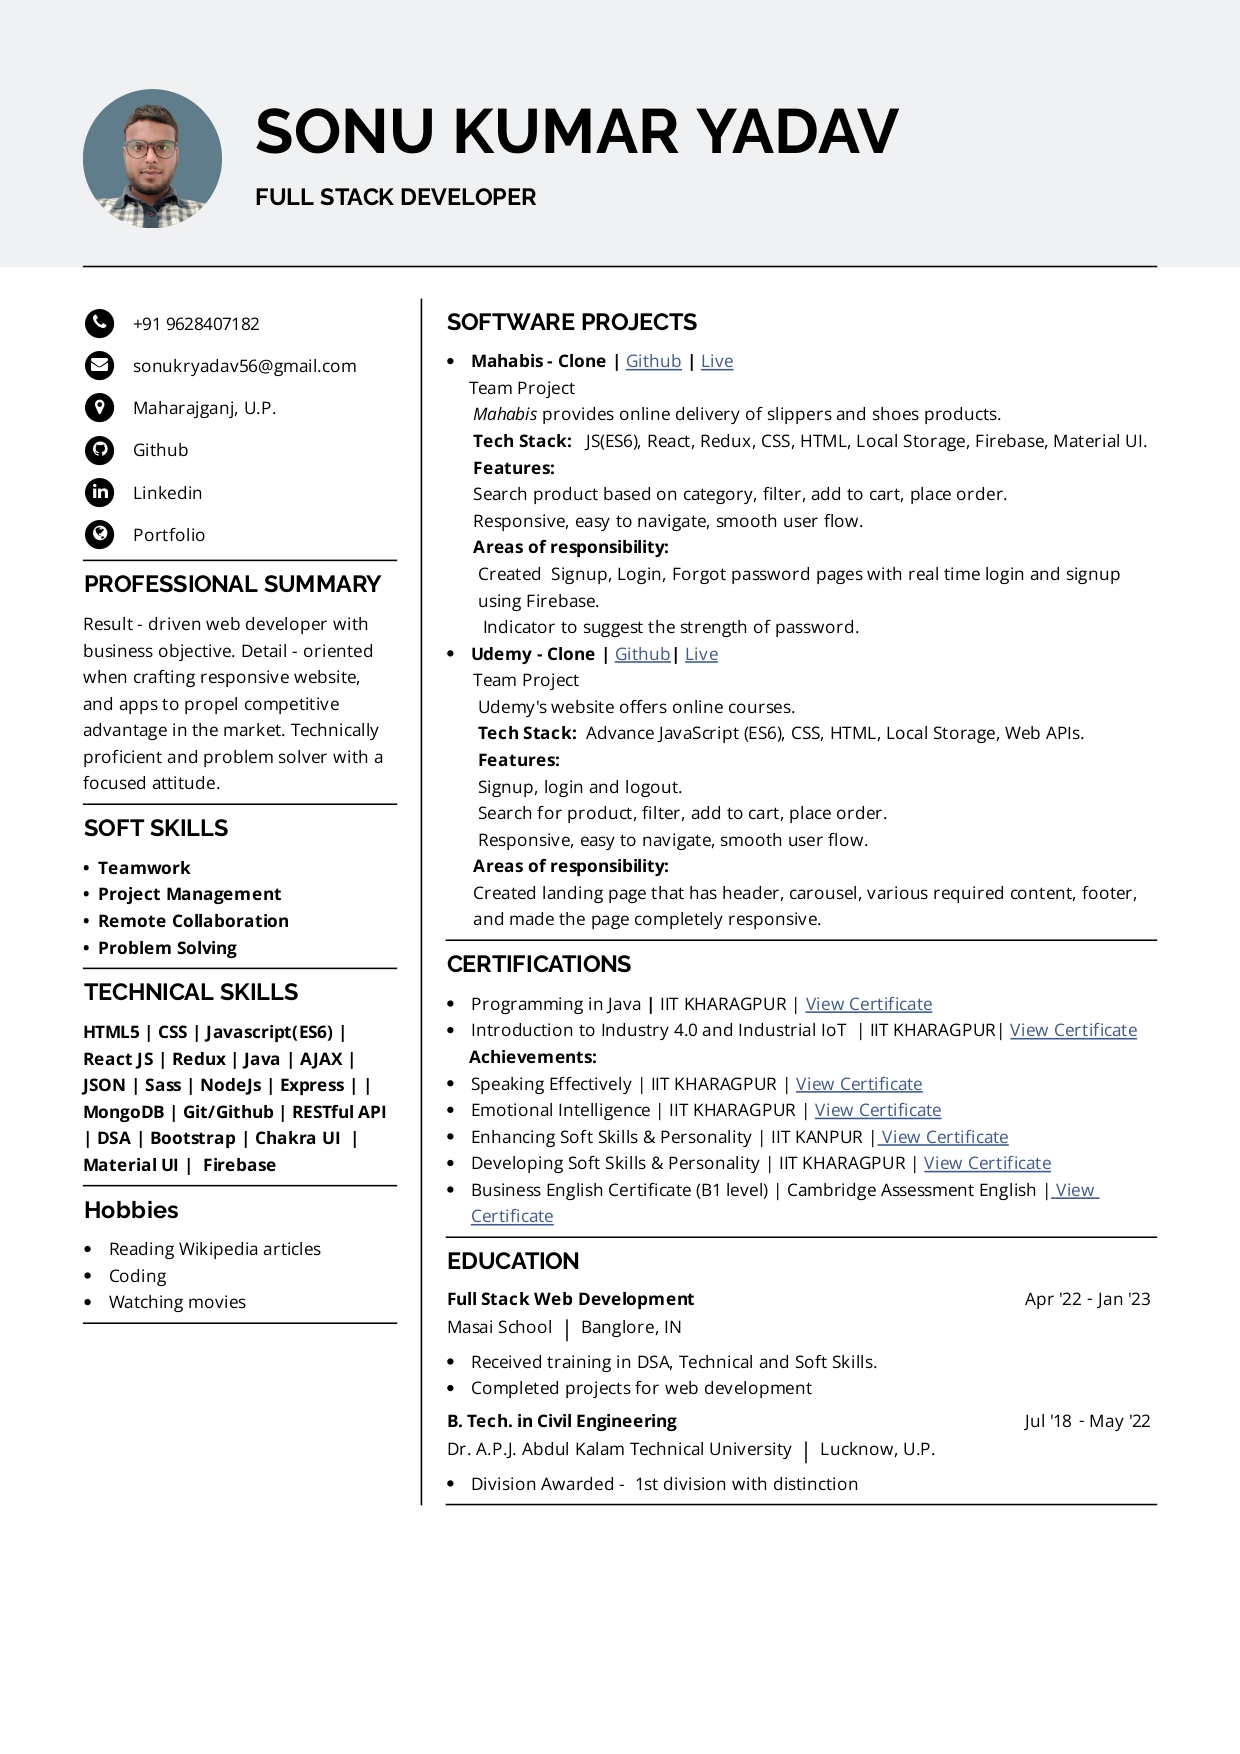 SONU KUMAR YADAV
FULL STACK DEVELOPER
+91 9628407182
sonukryadav56@gmail.com
Maharajganj, U.P.
Github
Linkedin
Portfolio
PROFESSIONAL SUMMARY
Result - driven web developer with
business objective. Detail - oriented
when crafting responsive website,
and apps to propel competitive
advantage in the market. Technically
proficient and problem solver with a
focused attitude.
SOFT SKILLS
• Teamwork
• Project Management
• Remote Collaboration
• Problem Solving
TECHNICAL SKILLS
HTML5 | CSS | Javascript(ES6) |
React JS | Redux | Java | AJAX |
JSON | Sass | NodeJs | Express | |
MongoDB | Git/Github | RESTful API
| DSA | Bootstrap | Chakra UI |
Material UI | Firebase
Hobbies
• Reading Wikipedia articles
• Coding
• Watching movies
SOFTWARE PROJECTS
• Mahabis - Clone | Github | Live
Team Project
Mahabis provides online delivery of slippers and shoes products.
Tech Stack: JS(ES6), React, Redux, CSS, HTML, Local Storage, Firebase, Material UI.
Features:
Search product based on category, filter, add to cart, place order.
Responsive, easy to navigate, smooth user flow.
Areas of responsibility:
Created Signup, Login, Forgot password pages with real time login and signup
using Firebase.
Indicator to suggest the strength of password.
• Udemy - Clone | Github| Live
Team Project
Udemy's website offers online courses.
Tech Stack: Advance JavaScript (ES6), CSS, HTML, Local Storage, Web APIs.
Features:
Signup, login and logout.
Search for product, filter, add to cart, place order.
Responsive, easy to navigate, smooth user flow.
Areas of responsibility:
Created landing page that has header, carousel, various required content, footer,
and made the page completely responsive.
CERTIFICATIONS
• Programming in Java | IIT KHARAGPUR | View Certificate
• Introduction to Industry 4.0 and Industrial IoT | IIT KHARAGPUR| View Certificate
Achievements:
• Speaking Effectively | IIT KHARAGPUR | View Certificate
• Emotional Intelligence | IIT KHARAGPUR | View Certificate
• Enhancing Soft Skills & Personality | IIT KANPUR | View Certificate
• Developing Soft Skills & Personality | IIT KHARAGPUR | View Certificate
• Business English Certificate (B1 level) | Cambridge Assessment English | View
Certificate
EDUCATION
Full Stack Web Development Apr '22 - Jan '23
Masai School | Banglore, IN
• Received training in DSA, Technical and Soft Skills.
• Completed projects for web development
B. Tech. in Civil Engineering Jul '18 - May '22
Dr. A.P.J. Abdul Kalam Technical University | Lucknow, U.P.
• Division Awarded - 1st division with distinction